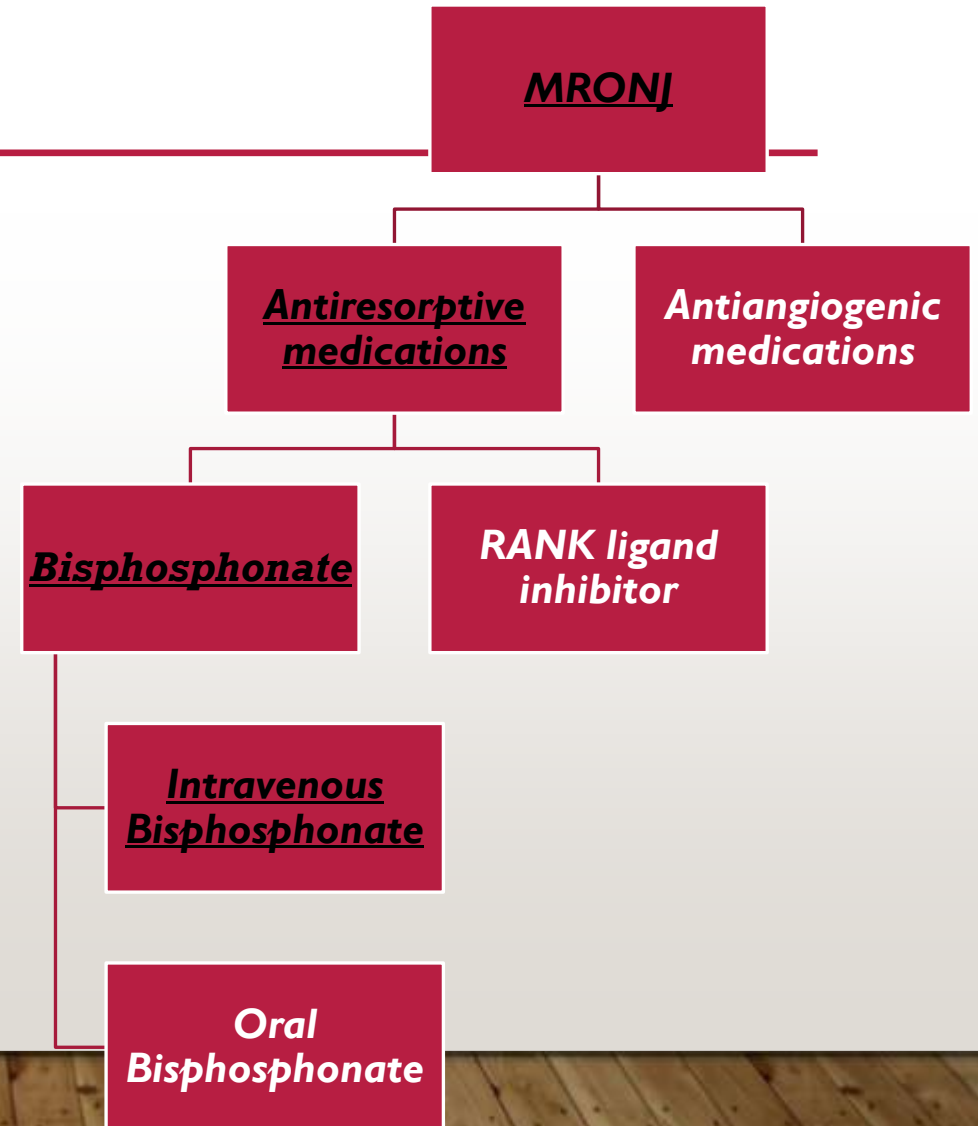 MRONJ
Antiresorptive
medications
Antiangiogenic
medications
Bisphosphonate
RANK ligand
inhibitor
Intravenous
Bisphosphonate
Oral
Bisphosphonate